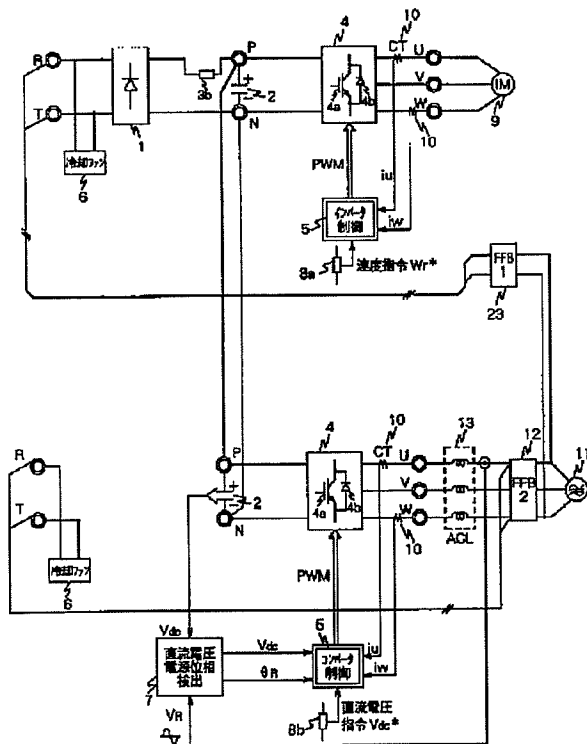 10
4
CT
U
R
P
V
IM
4a
4b
2
3b
W
9
T
N
10
1
PWM
iu
冷却ファン
6
5
インバータ
制御
iw
8a
速度指令 Wr*
FFB
1
23
10
13
12
4
CT
U
11
R
P
V
FFB
2
4a
4b
2
W
T
N
10
ACL
冷却ファン
6
PWM
Vdc
6
iu
直流電圧
電源位相
検出
Vdc
コンバータ
制御
iw
θR
7
VR
8b
直流電圧
指令 Vdc*